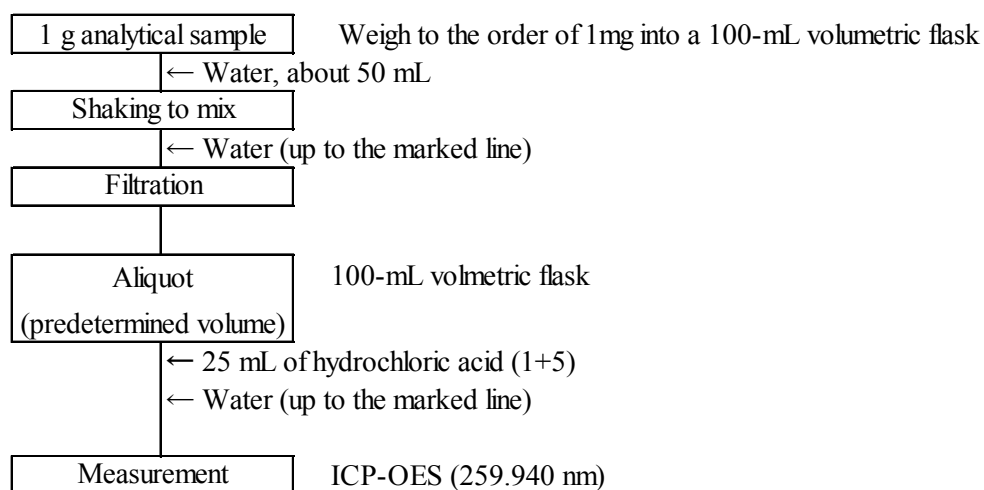 1 g analytical sample Weigh to the order of 1mg into a 100-mL volumetric flask
← Water, about 50 mL
Shaking to mix
← Water (up to the marked line)
Filtration
Aliquot 100-mL volmetric flask
(predetermined volume)
← 25 mL of hydrochloric acid (1+5)
← Water (up to the marked line)
Measurement ICP-OES (259.940 nm)